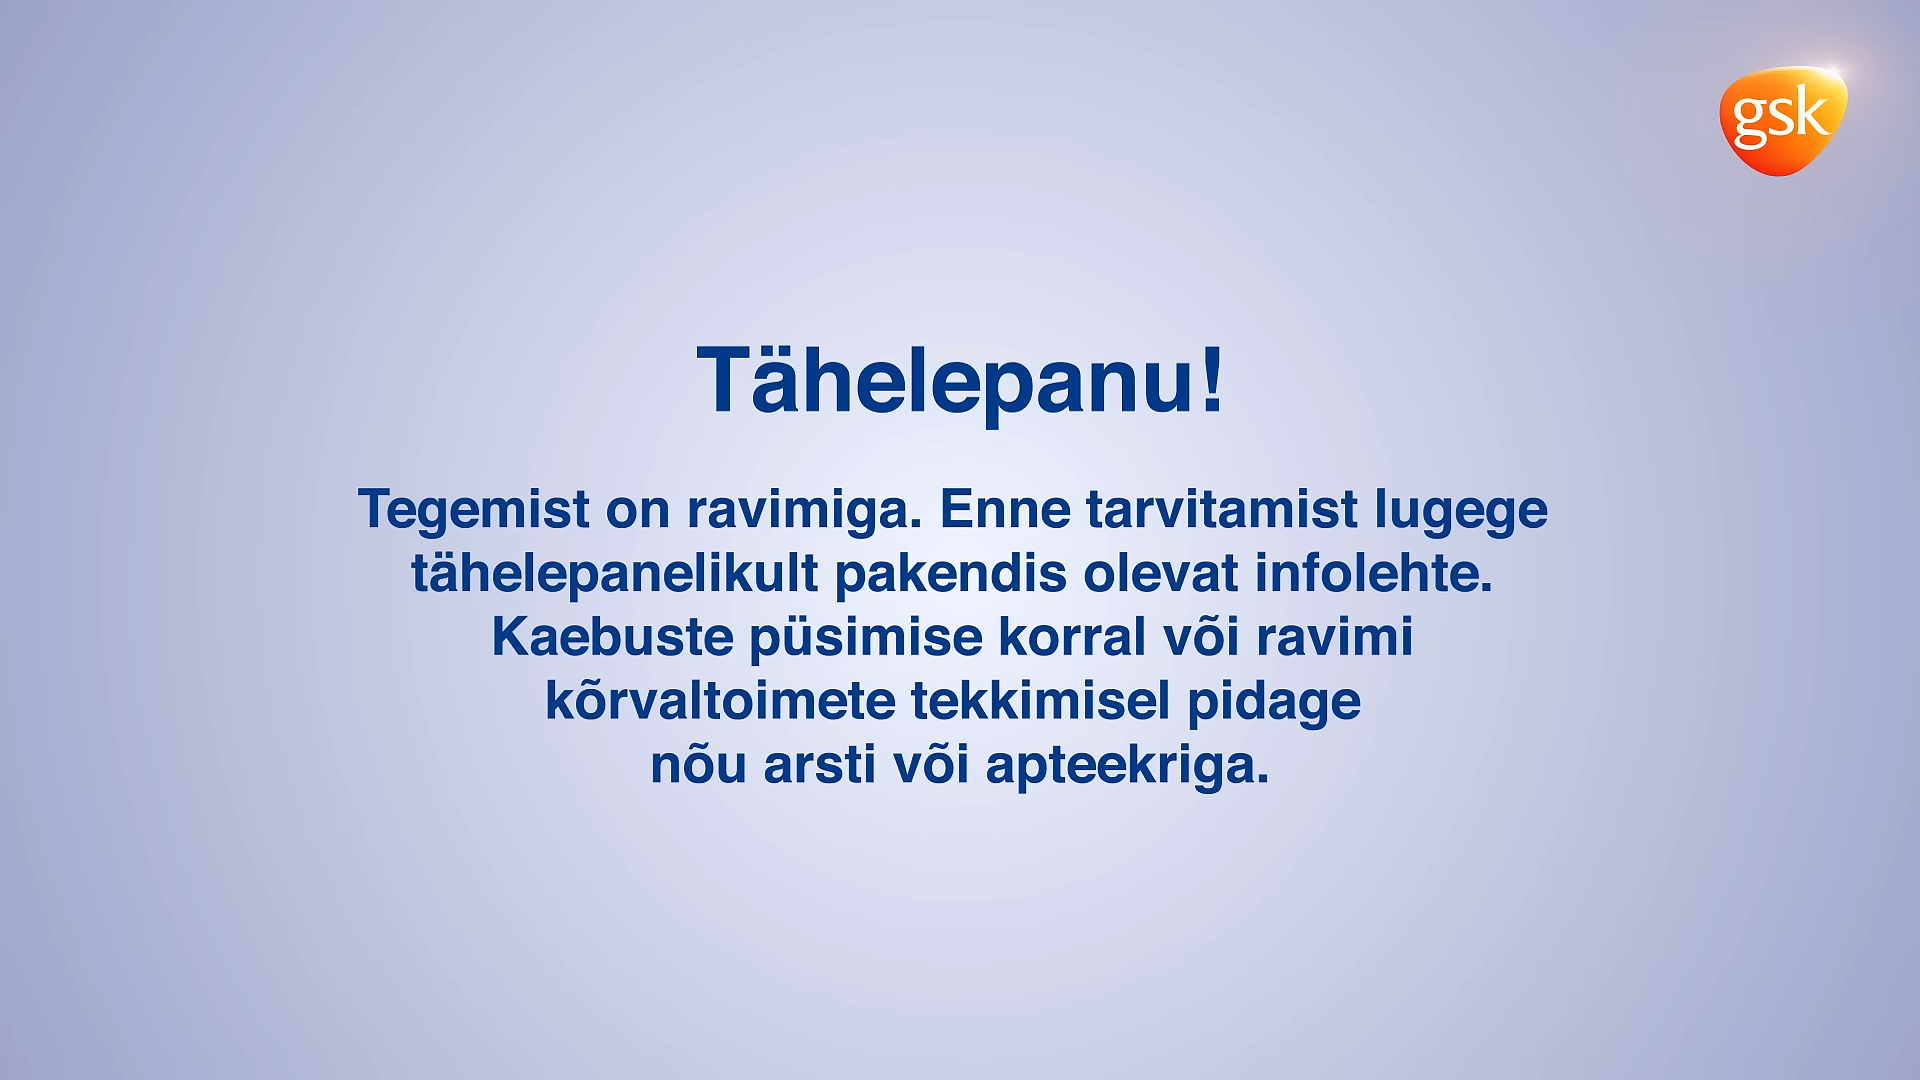 gsk
Tähelepanu!
Tegemist on ravimiga. Enne tarvitamist lugege
tähelepanelikult pakendis olevat infolehte.
Kaebuste püsimise korral või ravimi
kõrvaltoimete tekkimisel pidage
nõu arsti või apteekriga.